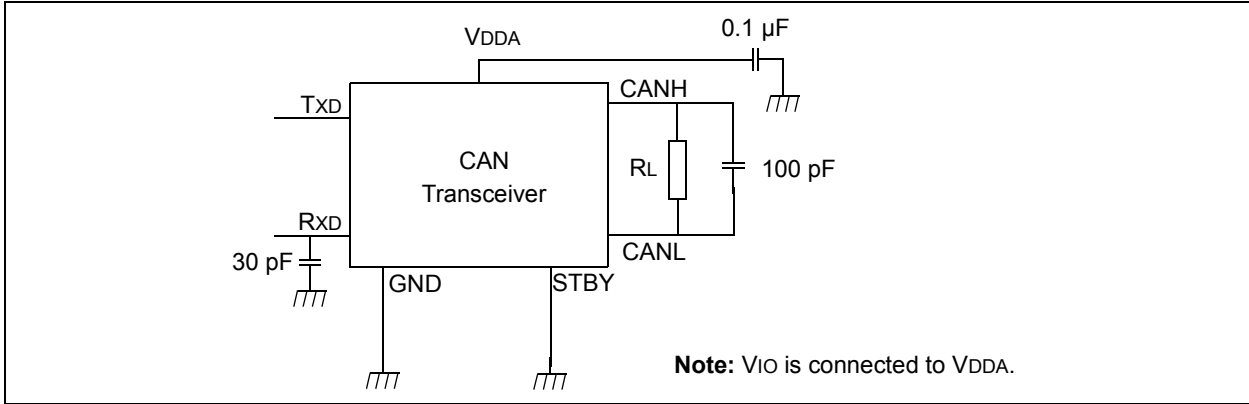 0.1 µF
VDDA
CANH
TXD
CAN
Transceiver
RL
100 pF
RXD
CANL
30 pF
GND
STBY
Note: VIO is connected to VDDA.